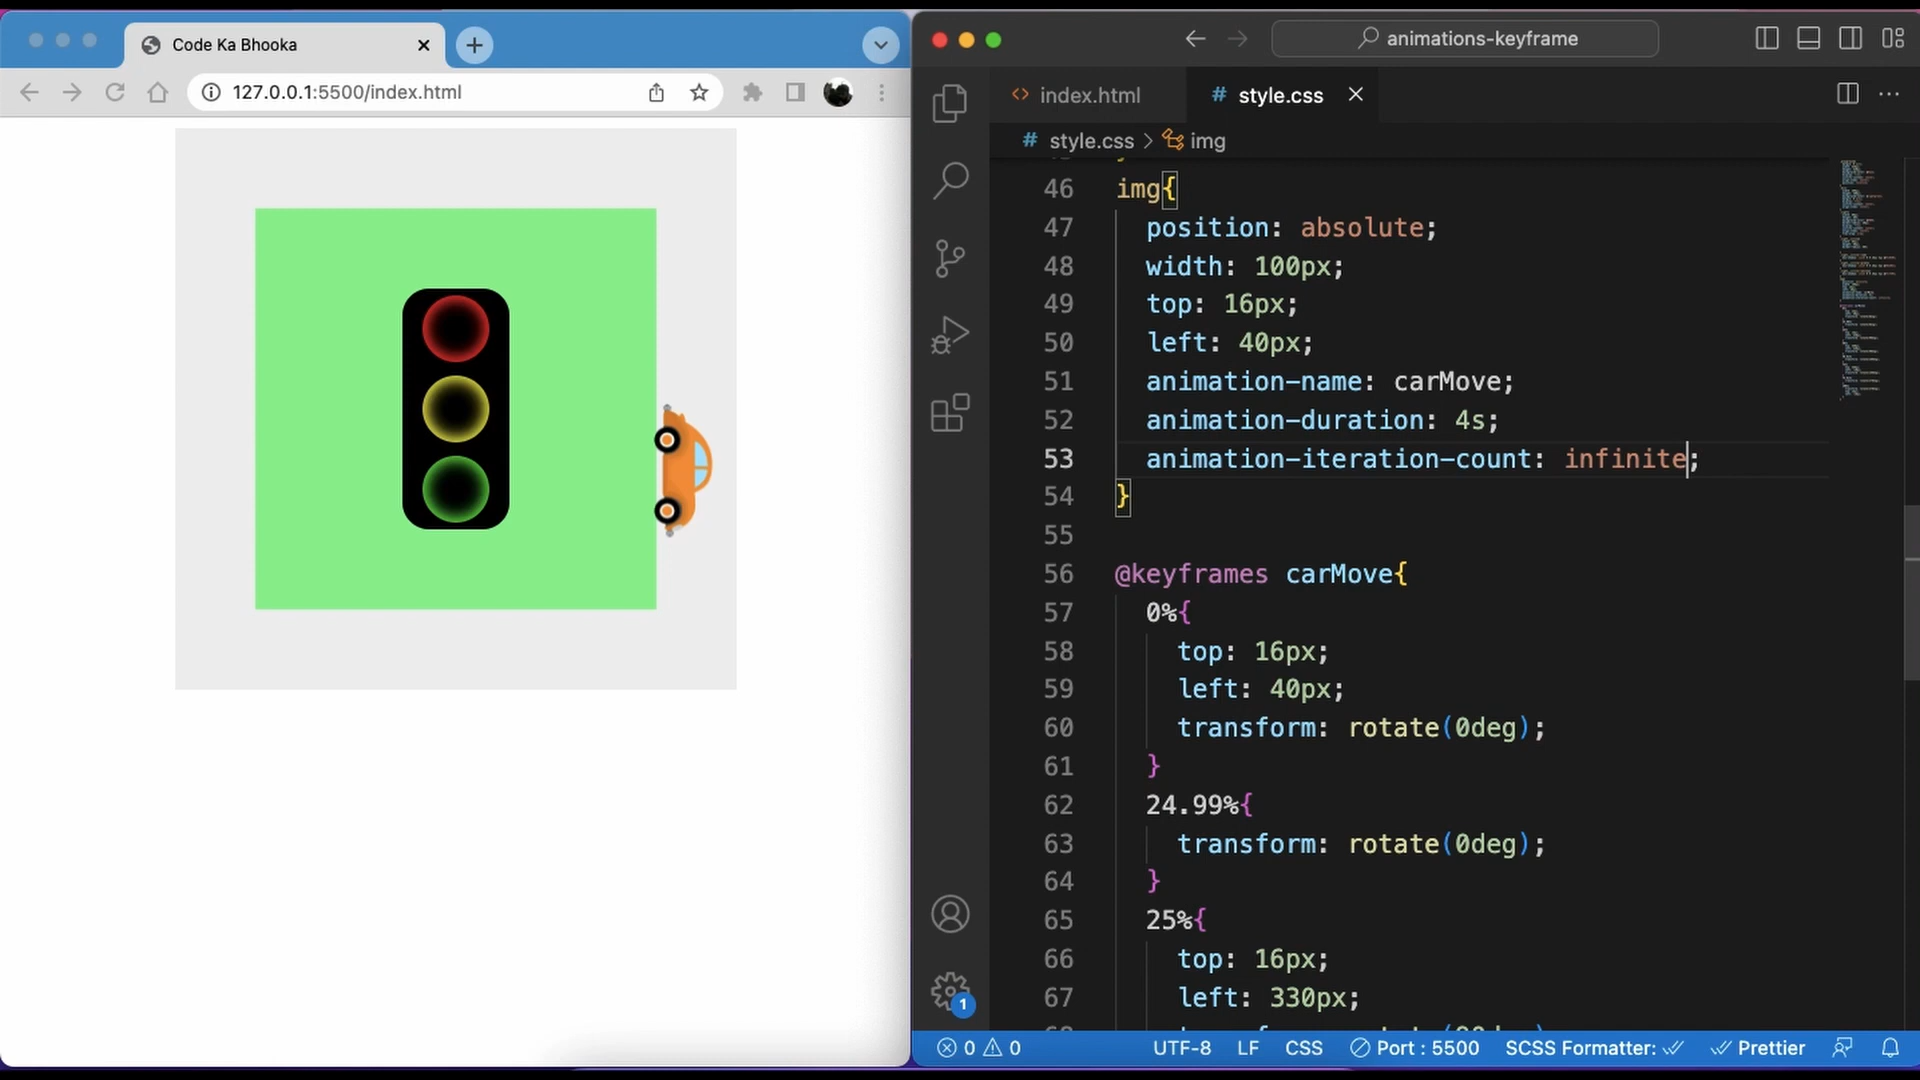 Code Ka Bhooka
127.0.0.1:5500/index.html
animations-keyframe
index.html
# style.css
# style.css > img
46 img{
47 position: absolute;
48 width: 100px;
49 top: 16px;
50 left: 40px;
51 animation-name: carMove;
52 animation-duration: 4s;
53 animation-iteration-count: infinite;
54 }
55
56 @keyframes carMove{
57 0%{
58 top: 16px;
59 left: 40px;
60 transform: rotate(0deg);
61 }
62 24.99%{
63 transform: rotate(0deg);
64 }
65 25%{
66 top: 16px;
67 left: 330px;
1
0 0 UTF-8 LF CSS Port : 5500 SCSS Formatter: Prettier